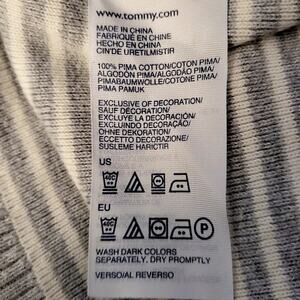 www.tommy.com
MADE IN CHINA
FABRIQUÉ EN CHINE
HECHO EN CHINA
CIN'DE URETILMISTIR
100% PIMA COTTON/COTON PIMA/
ALGODÓN PIMA/ALGODÃO PIMA/
PIMABAUMWOLLE/COTONE PIMA/
PIMA PAMUK
EXCLUSIVE OF DECORATION/
SAUF DÉCORATION/
EXCLUYE LA DECORACIÓN/
EXCLUINDO DECORAÇÃO/
OHNE DEKORATION/
ECCETTO DECORAZIONE/
SUSLEME HARICTIR
US
EU
P
WASH DARK COLORS
SEPARATELY. DRY PROMPTLY
VERSO/AL REVERSO